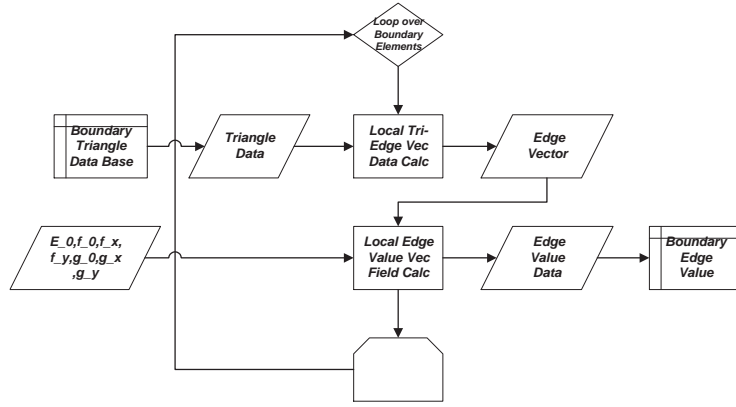 Loop over
Boundary
Elements
Boundary
Triangle
Data Base
Triangle
Data
Local Tri-
Edge Vec
Data Calc
Edge
Vector
E_0,f_0,f_x,
f_y,g_0,g_x
,g_y
Local Edge
Value Vec
Field Calc
Edge
Value
Data
Boundary
Edge
Value